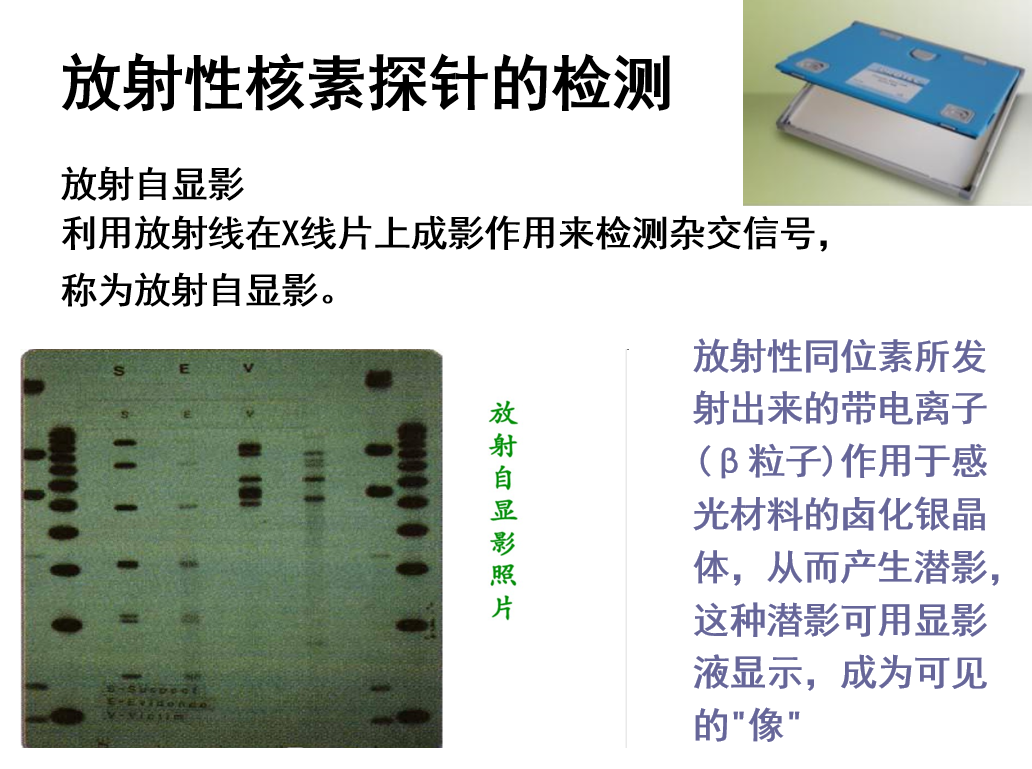 放射性核素探针的检测
放射自显影
利用放射线在X线片上成影作用来检测杂交信号，
称为放射自显影。
S E V
S E V
S-Suspect
E-Evidence
V-Victim
放射自显影照片
放射性同位素所发
射出来的带电离子
(β粒子)作用于感
光材料的卤化银晶
体，从而产生潜影，
这种潜影可用显影
液显示，成为可见
的"像"